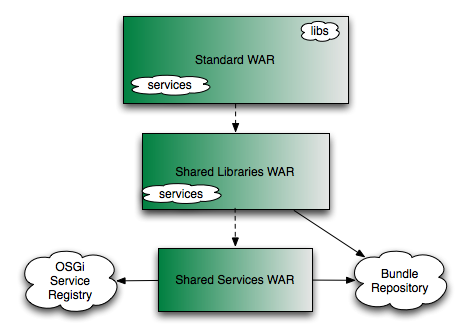 libs
Standard WAR
services
Shared Libraries WAR
services
OSGi
Service
Registry
Shared Services WAR
Bundle
Repository